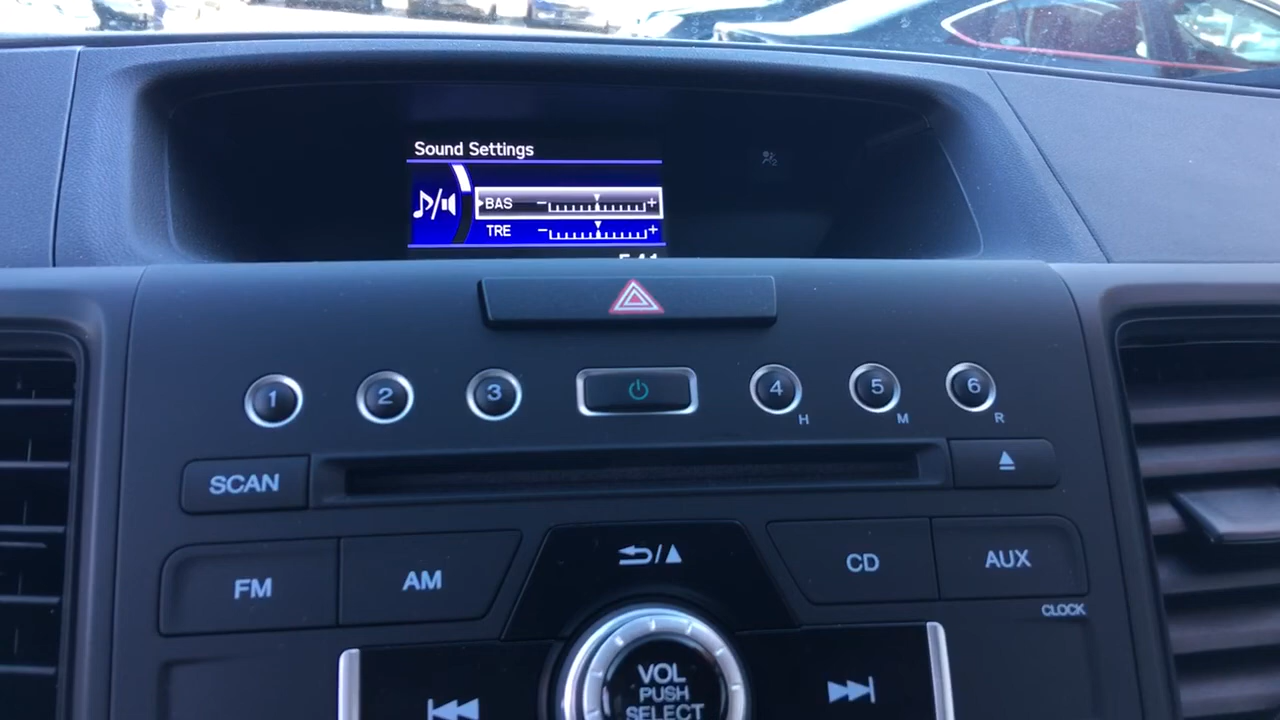 Sound Settings
BAS
TRE
1
2
3
4
5
6
H
M
R
SCAN
FM
AM
CD
AUX
CLOCK
VOL
PUSH
SELECT